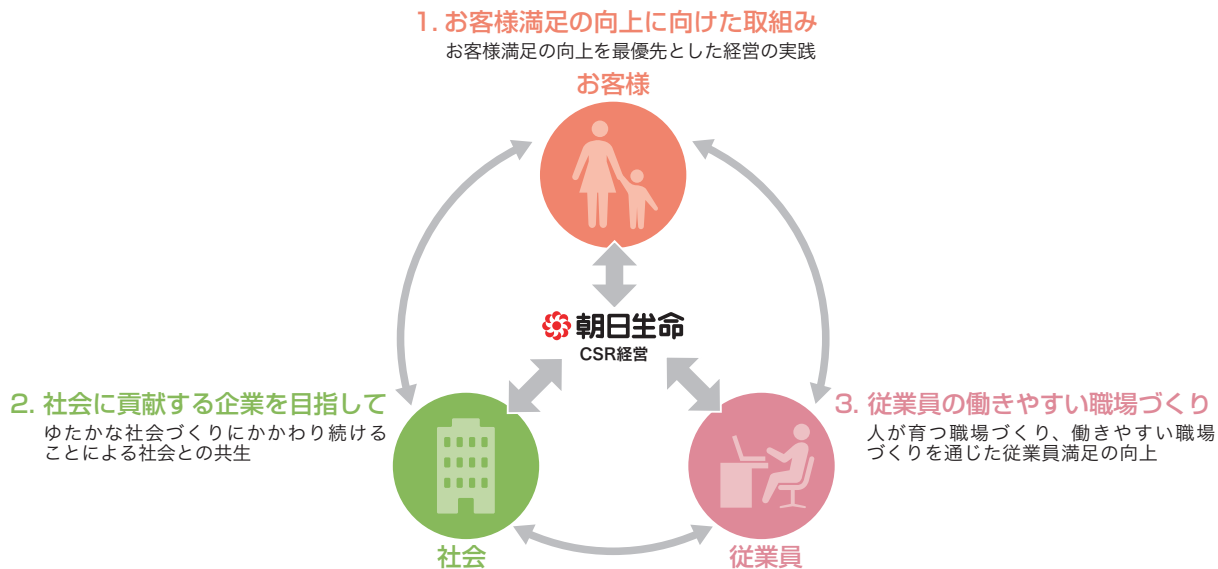 1. お客様満足の向上に向けた取組み
お客様満足の向上を最優先とした経営の実践
お客様
朝日生命
CSR経営
2. 社会に貢献する企業を目指して
ゆたかな社会づくりにかかわり続ける
ことによる社会との共生
社会
3. 従業員の働きやすい職場づくり
人が育つ職場づくり、働きやすい職場
づくりを通じた従業員満足の向上
従業員